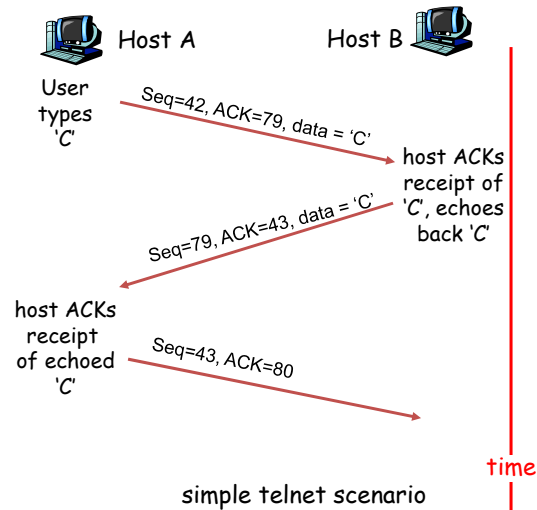 Host A
Host B
User
types
‘C’
Seq=42, ACK=79, data = ‘C’
host ACKs
receipt of
‘C’, echoes
back ‘C’
Seq=79, ACK=43, data = ‘C’
host ACKs
receipt
of echoed
‘C’
Seq=43, ACK=80
time
simple telnet scenario